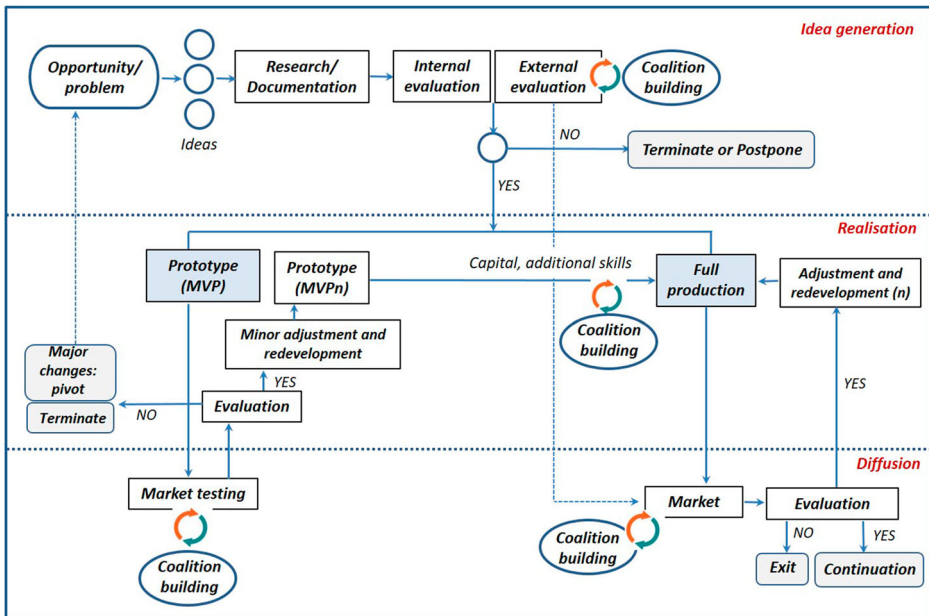 Idea generation
Opportunity/
problem
Ideas
Research/
Documentation
Internal
evaluation
External
evaluation
Coalition
building
NO
Terminate or Postpone
YES
Realisation
Prototype
(MVP)
Prototype
(MVPn)
Capital, additional skills
Full
production
Adjustment and
redevelopment (n)
Coalition
building
Minor adjustment and
redevelopment
Major
changes:
pivot
YES
YES
Terminate
NO
Evaluation
Diffusion
Market testing
Market
Evaluation
Coalition
building
Coalition
building
NO
YES
Exit
Continuation